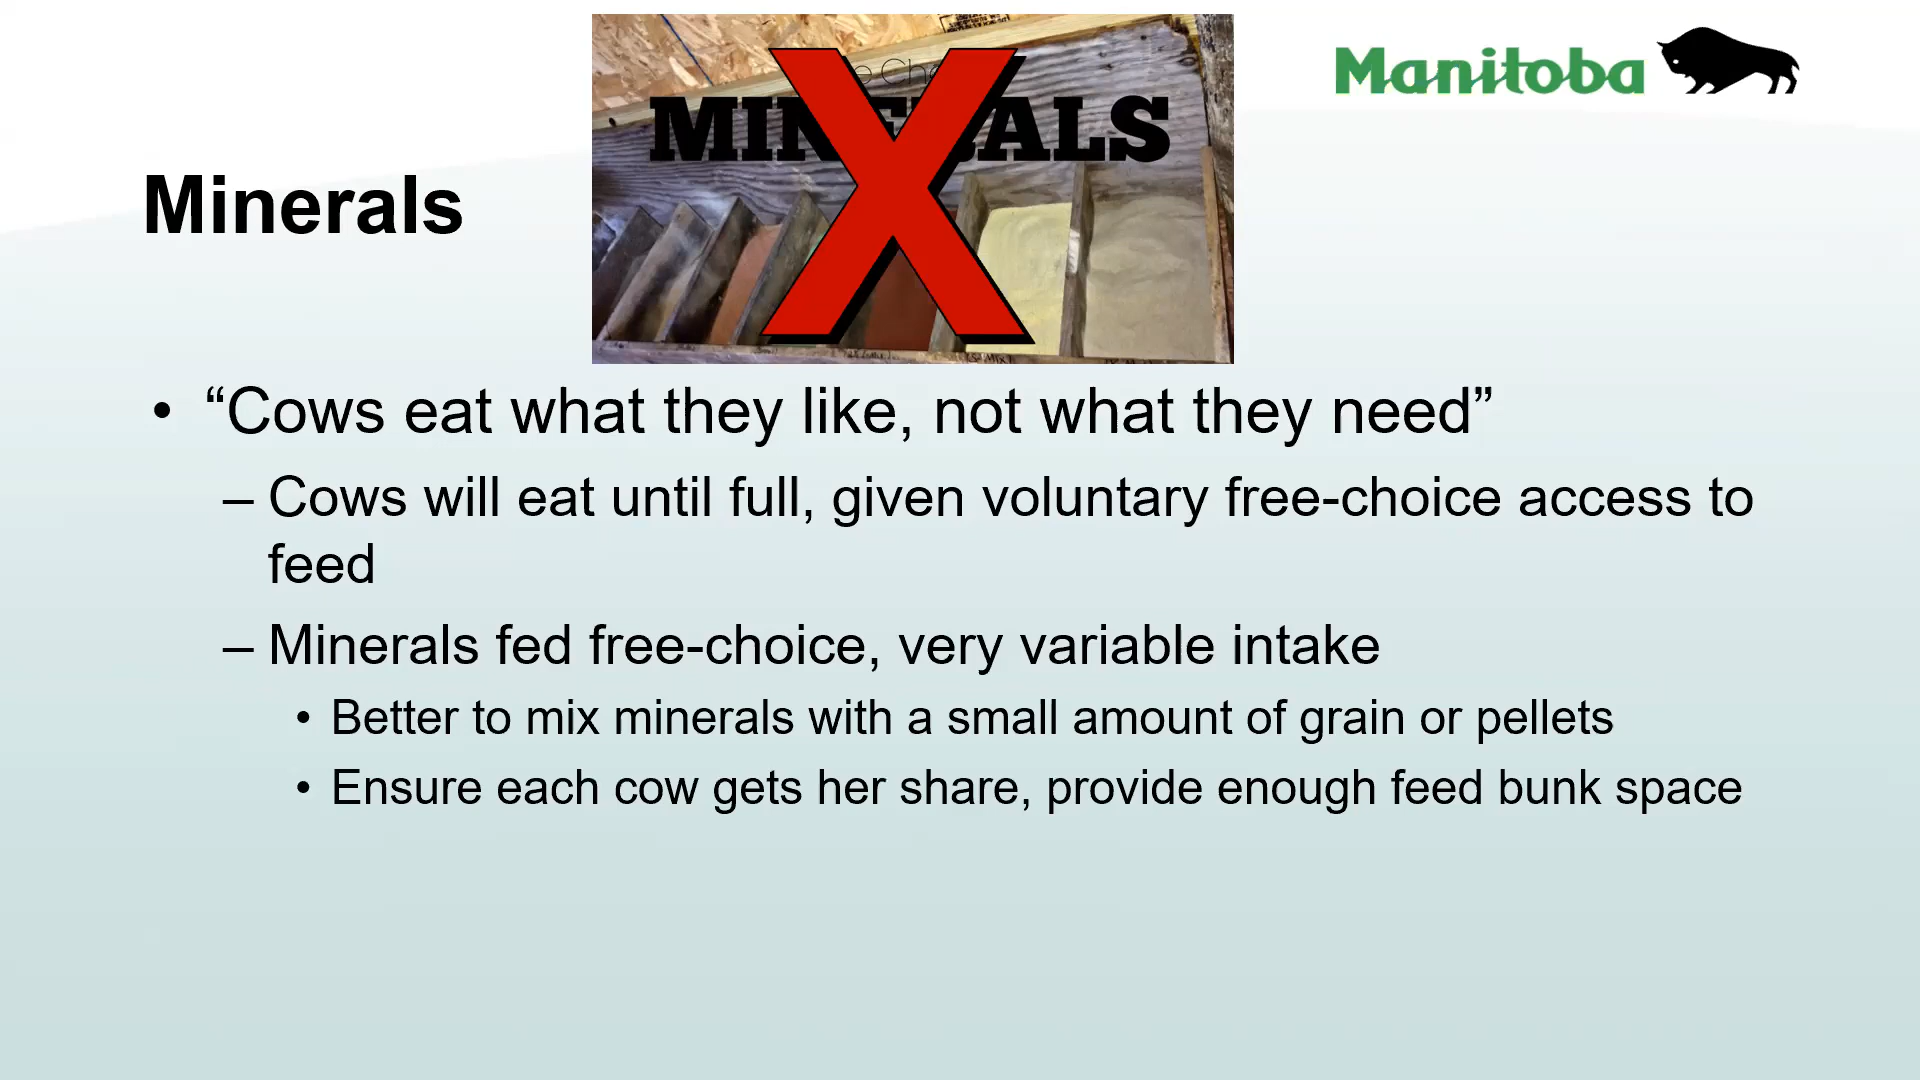 Manitoba
MINERALS
Minerals
• “Cows eat what they like, not what they need”
– Cows will eat until full, given voluntary free-choice access to
feed
– Minerals fed free-choice, very variable intake
• Better to mix minerals with a small amount of grain or pellets
• Ensure each cow gets her share, provide enough feed bunk space